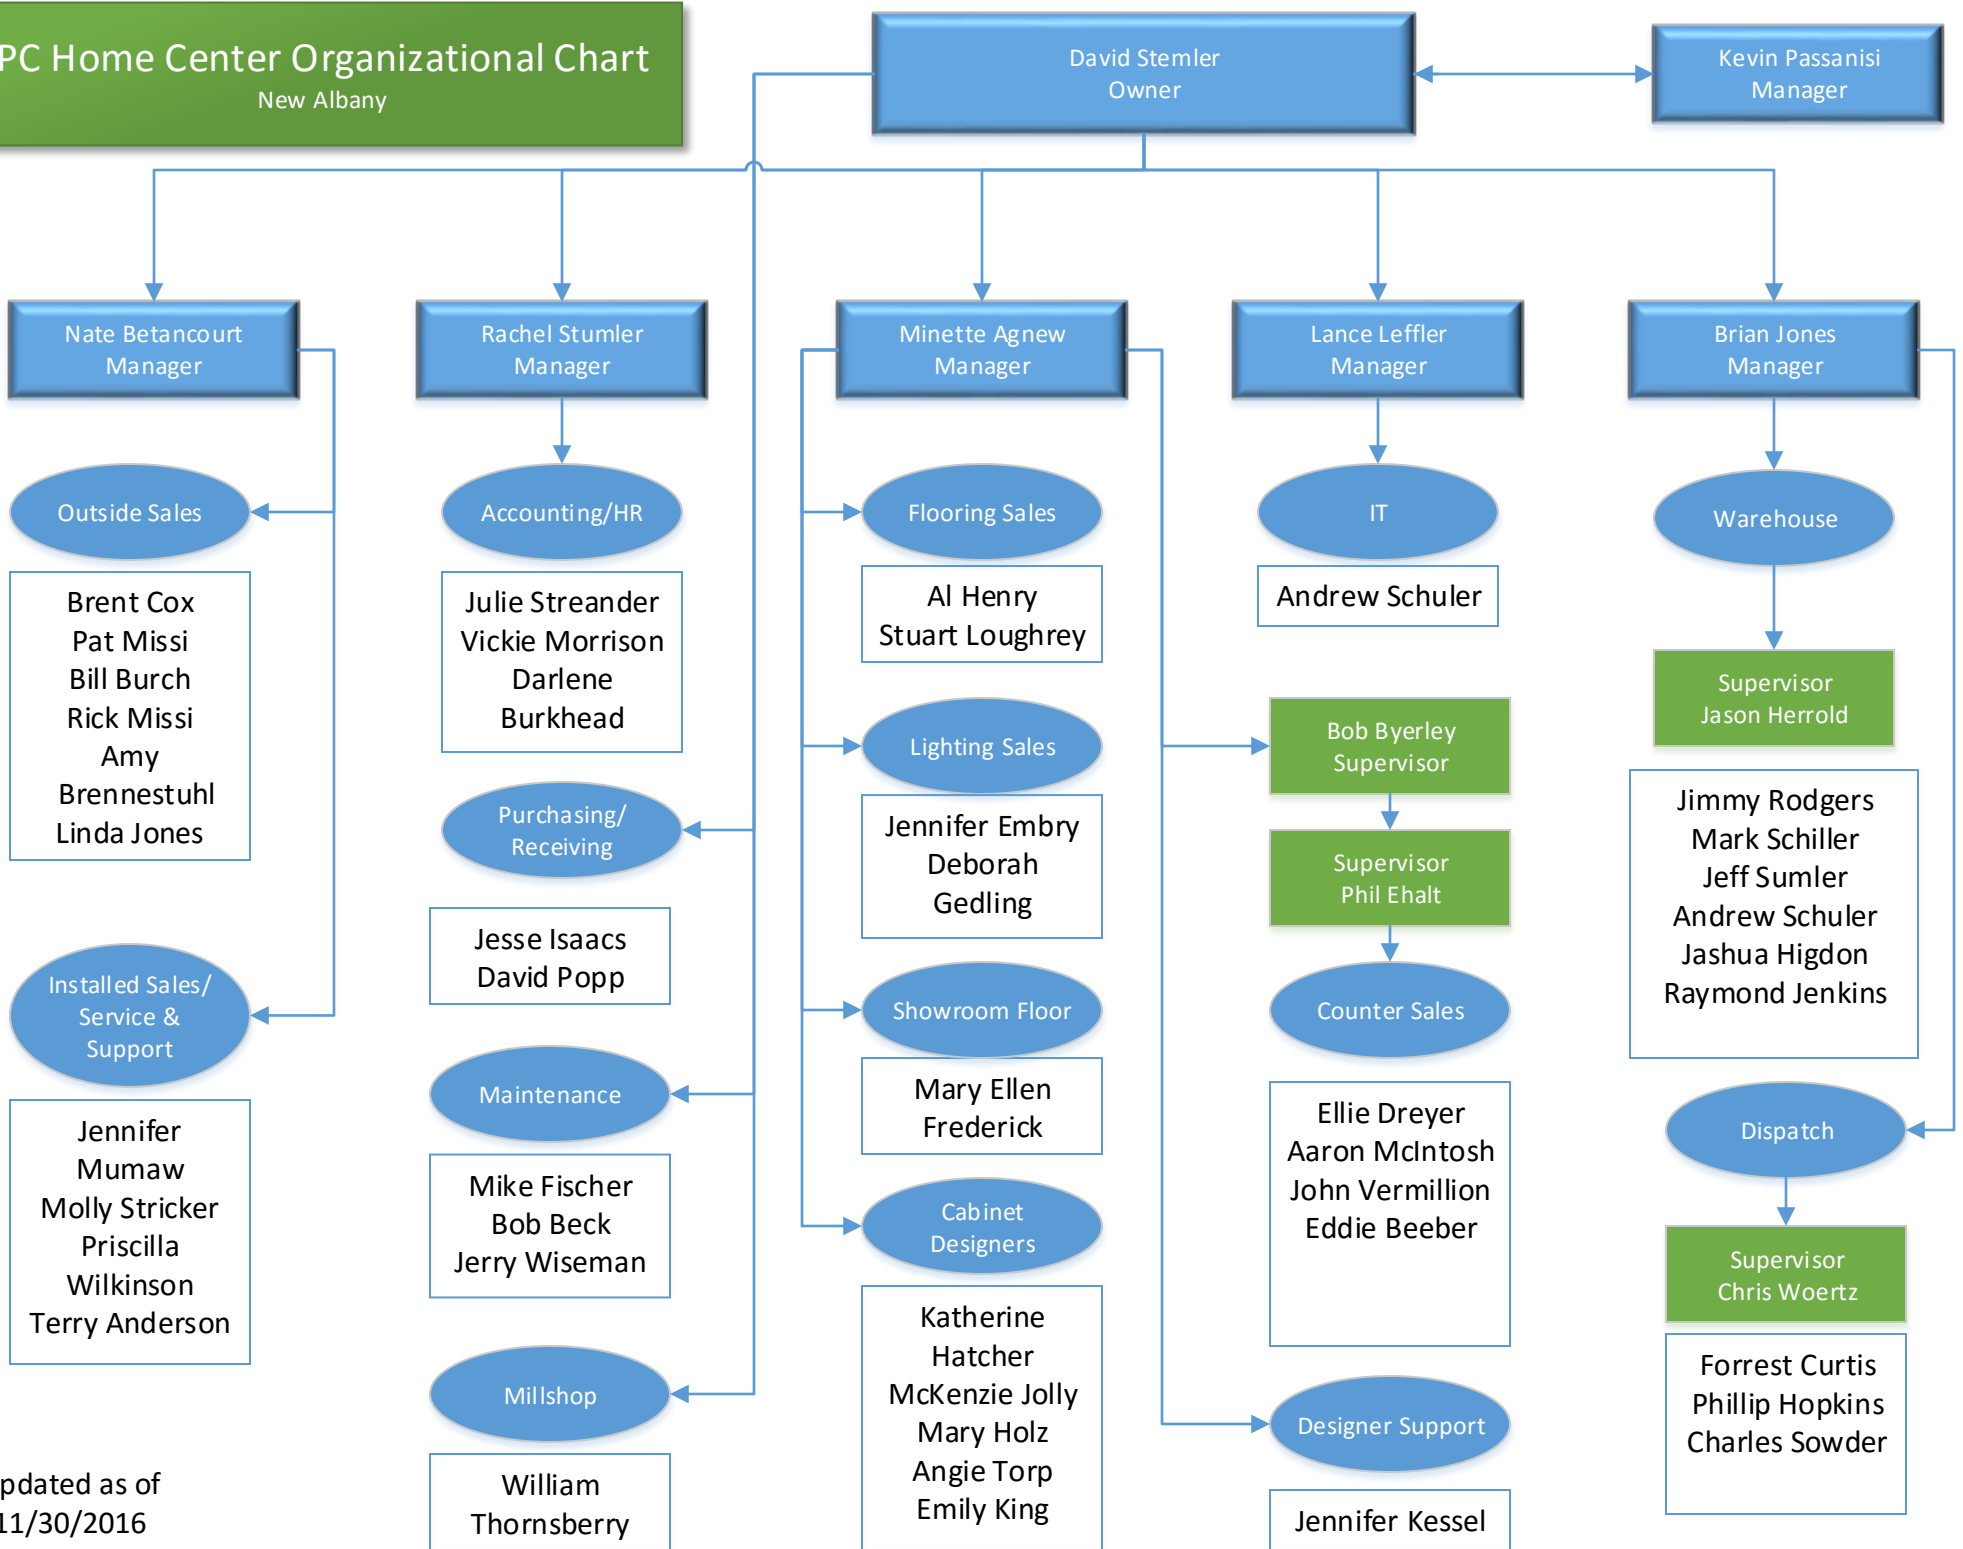 PC Home Center Organizational Chart
New Albany
David Stemler
Owner
Kevin Passanisi
Manager
Nate Betancourt
Manager
Rachel Stumler
Manager
Minette Agnew
Manager
Lance Leffler
Manager
Brian Jones
Manager
Outside Sales
Brent Cox
Pat Missi
Bill Burch
Rick Missi
Amy
Brennestuhl
Linda Jones
Installed Sales/
Service &
Support
Jennifer
Mumaw
Molly Stricker
Priscilla
Wilkinson
Terry Anderson
Accounting/HR
Julie Streander
Vickie Morrison
Darlene
Burkhead
Purchasing/
Receiving
Jesse Isaacs
David Popp
Maintenance
Mike Fischer
Bob Beck
Jerry Wiseman
Millshop
William
Thornsberry
Flooring Sales
Al Henry
Stuart Loughrey
Lighting Sales
Jennifer Embry
Deborah
Gedling
Showroom Floor
Mary Ellen
Frederick
Cabinet
Designers
Katherine
Hatcher
McKenzie Jolly
Mary Holz
Angie Torp
Emily King
IT
Andrew Schuler
Bob Byerley
Supervisor
Supervisor
Phil Ehalt
Counter Sales
Ellie Dreyer
Aaron McIntosh
John Vermillion
Eddie Beeber
Designer Support
Jennifer Kessel
Warehouse
Supervisor
Jason Herrold
Jimmy Rodgers
Mark Schiller
Jeff Sumler
Andrew Schuler
Jashua Higdon
Raymond Jenkins
Dispatch
Supervisor
Chris Woertz
Forrest Curtis
Phillip Hopkins
Charles Sowder
pdated as of
11/30/2016